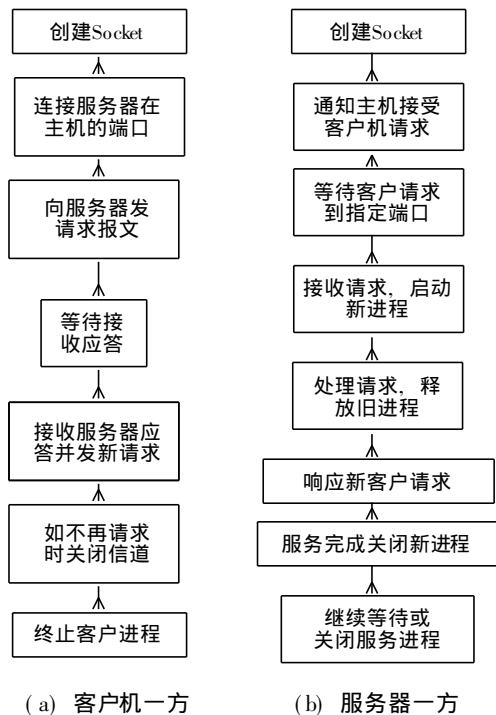 创建Socket
连接服务器在
主机的端口
向服务器发
请求报文
等待接
收应答
接收服务器应
答并发新请求
如不再请求
时关闭信道
终止客户进程
(a) 客户机一方
创建Socket
通知主机接受
客户机请求
等待客户请求
到指定端口
接收请求，启动
新进程
处理请求，释
放旧进程
响应新客户请求
服务完成关闭新进程
继续等待或
关闭服务进程
(b) 服务器一方